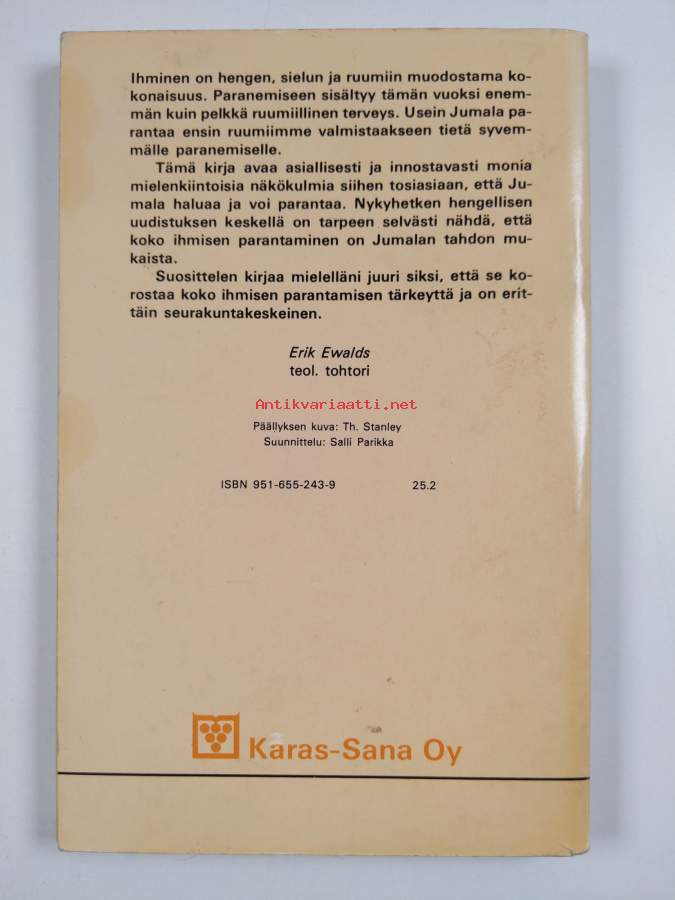 Ihminen on hengen, sielun ja ruumiin muodostama ko-
konaisuus. Paranemiseen sisältyy tämän vuoksi enem-
män kuin pelkkä ruumiillinen terveys. Usein Jumala pa-
rantaa ensin ruumiimme valmistaakseen tietä syvem-
mälle paranemiselle.
Tämä kirja avaa asiallisesti ja innostavasti monia
mielenkiintoisia näkökulmia siihen tosiasiaan, että Ju-
mala haluaa ja voi parantaa. Nykyhetken hengellisen
uudistuksen keskellä on tarpeen selvästi nähdä, että
koko ihmisen parantaminen on Jumalan tahdon mu-
kaista.
Suosittelen kirjaa mielelläni juuri siksi, että se ko-
rostaa koko ihmisen parantamisen tärkeyttä ja on erit-
täin seurakuntakeskeinen.
Erik Ewalds
teol. tohtori
Antikvariaatti.net
Päällyksen kuva: Th. Stanley
Suunnittelu: Salli Parikka
ISBN 951-655-243-9 25.2
Karas-Sana Oy